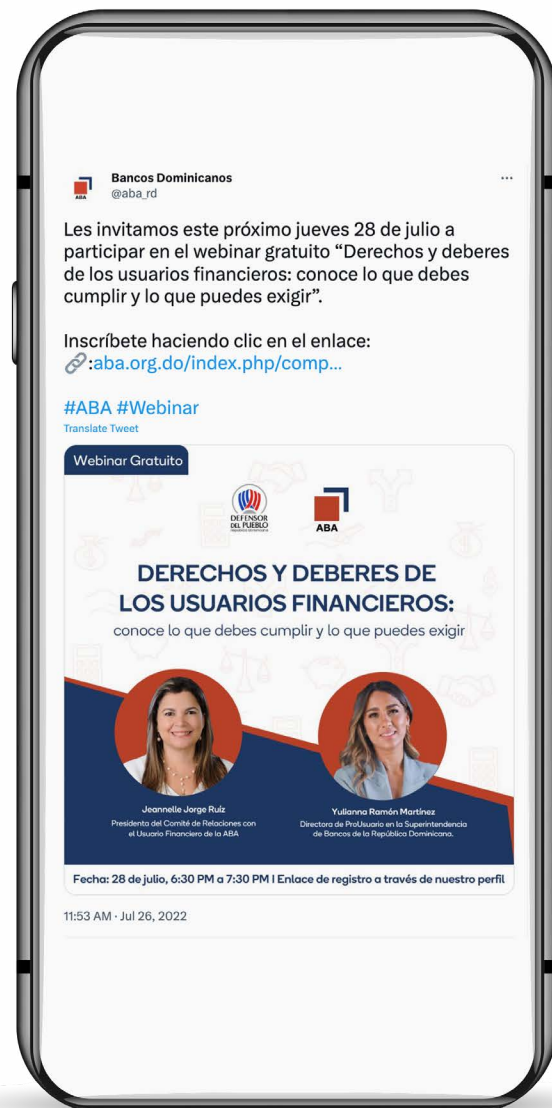 ABA
Bancos Dominicanos
@aba_rd
...
Les invitamos este próximo jueves 28 de julio a
participar en el webinar gratuito “Derechos y deberes
de los usuarios financieros: conoce lo que debes
cumplir y lo que puedes exigir”.
Inscríbete haciendo clic en el enlace:
🔗:aba.org.do/index.php/comp...
#ABA #Webinar
Translate Tweet
Webinar Gratuito
DEFENSOR
DEL PUEBLO
ABA
DERECHOS Y DEBERES DE
LOS USUARIOS FINANCIEROS:
conoce lo que debes cumplir y lo que puedes exigir
Jeannelle Jorge Ruíz
Presidenta del Comité de Relaciones con
el Usuario Financiero de la ABA
Yulianna Ramón Martínez
Directora de ProUsuario en la Superintendencia
de Bancos de la República Dominicana.
Fecha: 28 de julio, 6:30 PM a 7:30 PM I Enlace de registro a través de nuestro perfil
11:53 AM · Jul 26, 2022